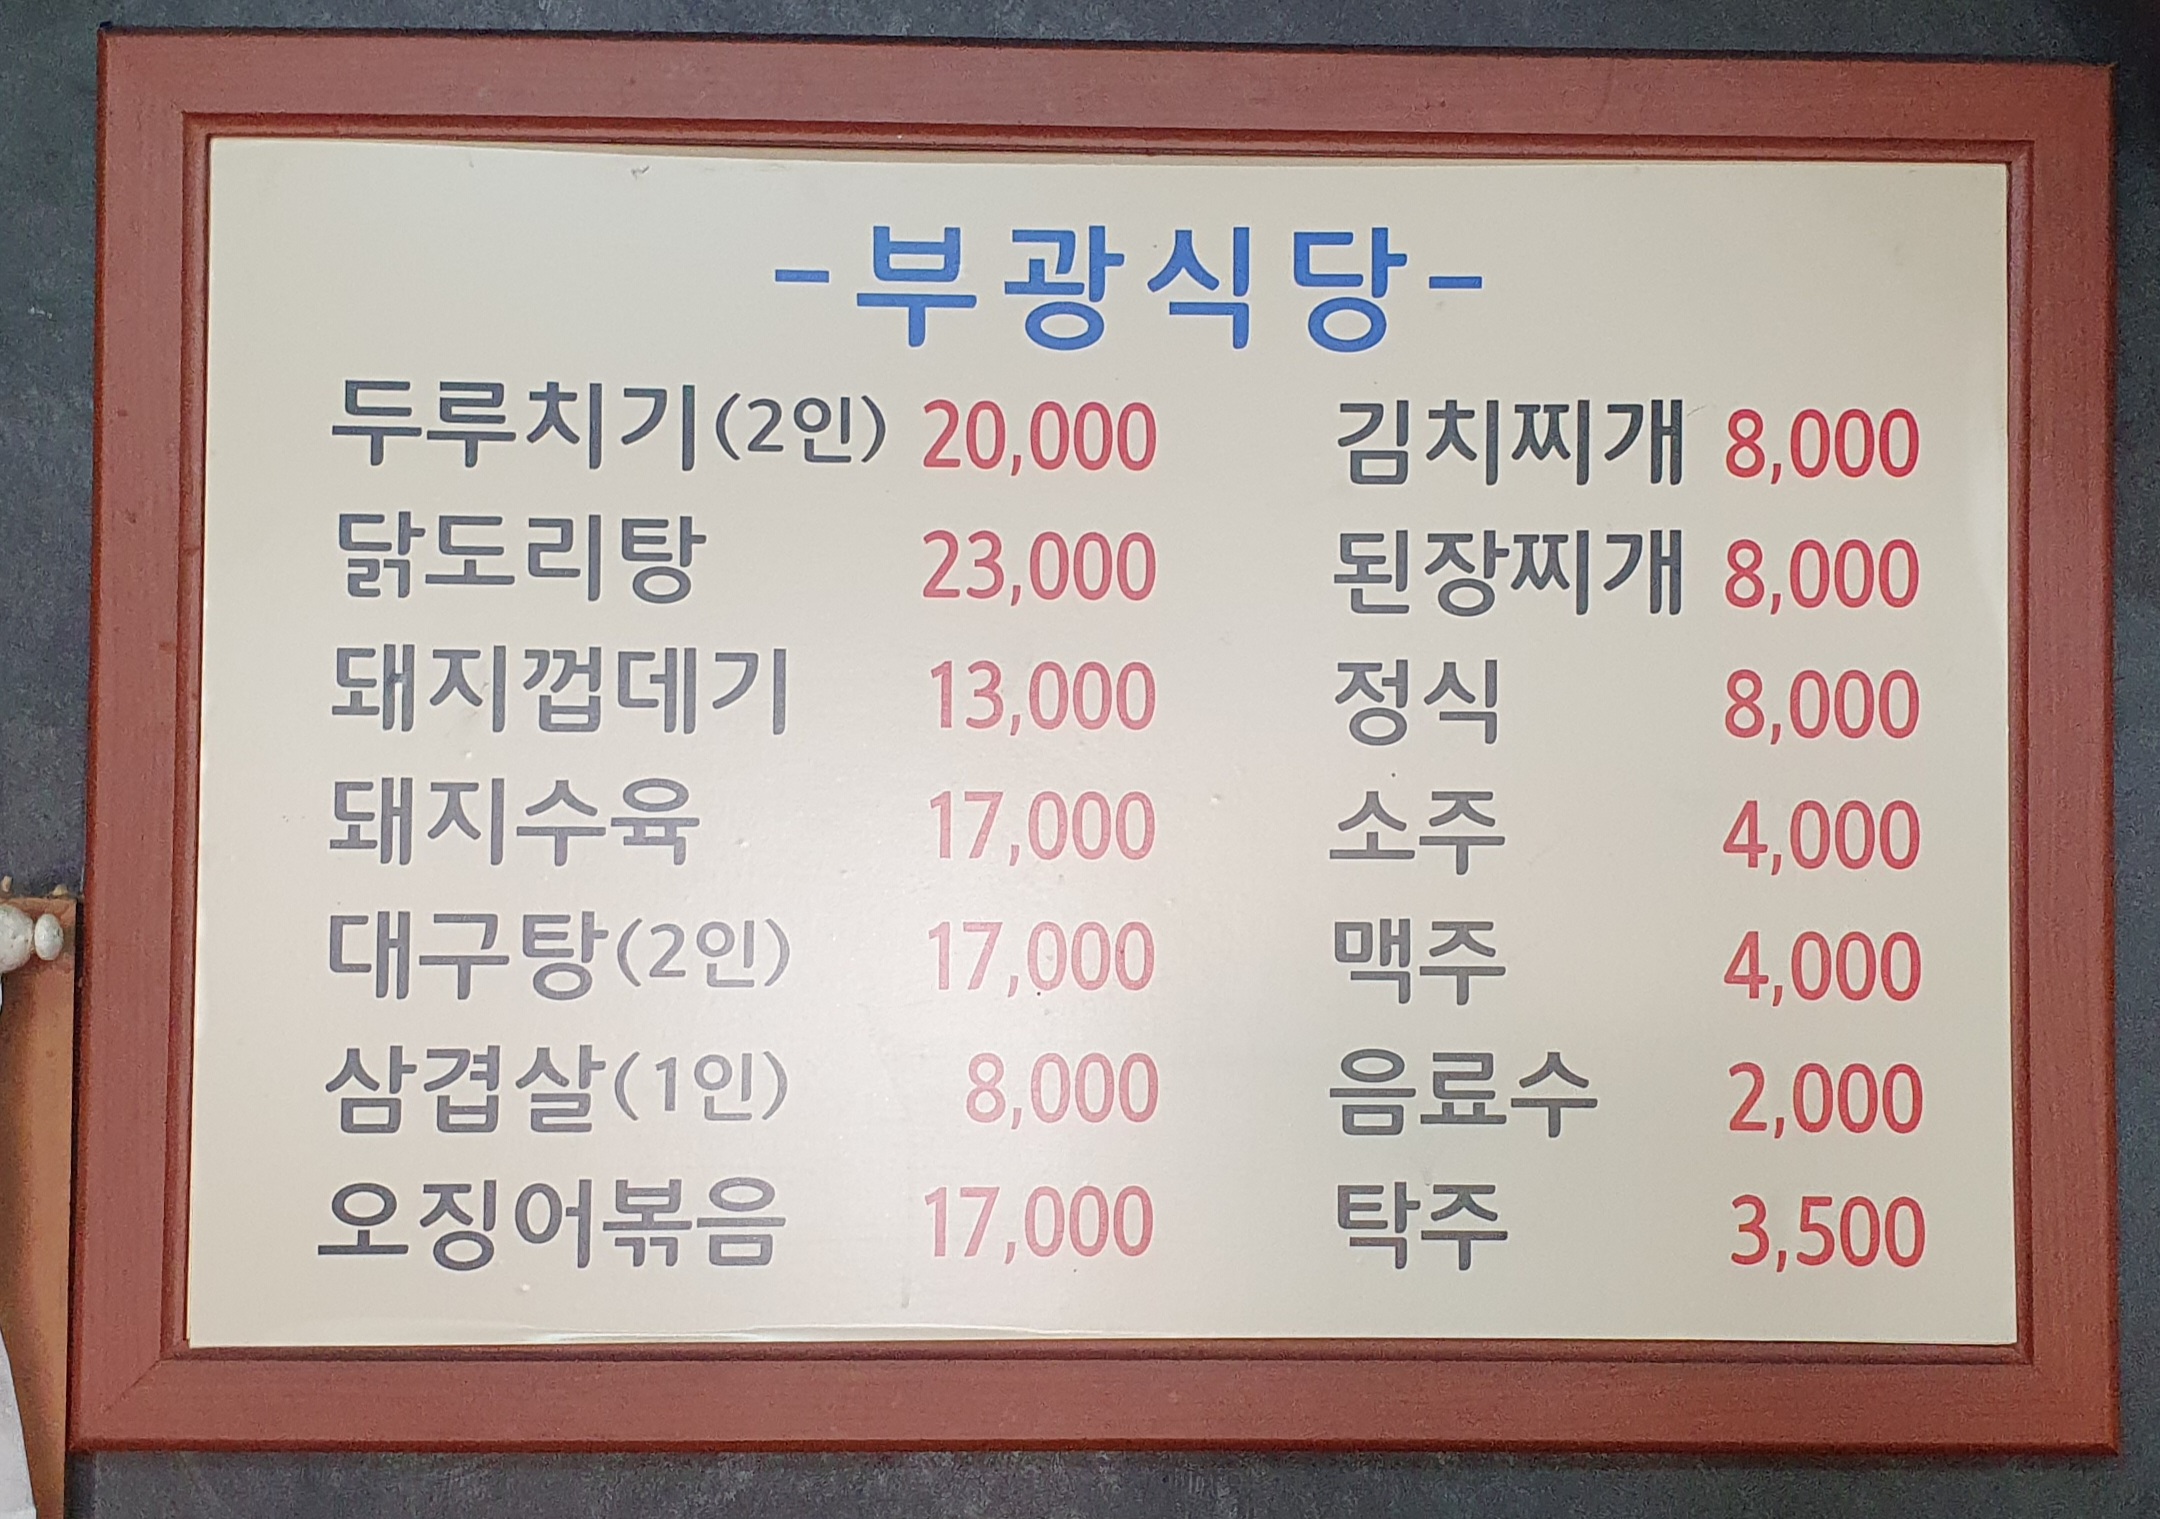 -부광식당-
두루치기(2인) 20,000
닭도리탕 23,000
돼지껍데기 13,000
돼지수육 17,000
대구탕(2인) 17,000
삼겹살(1인) 8,000
오징어볶음 17,000
김치찌개 8,000
된장찌개 8,000
정식 8,000
소주 4,000
맥주 4,000
음료수 2,000
탁주 3,500